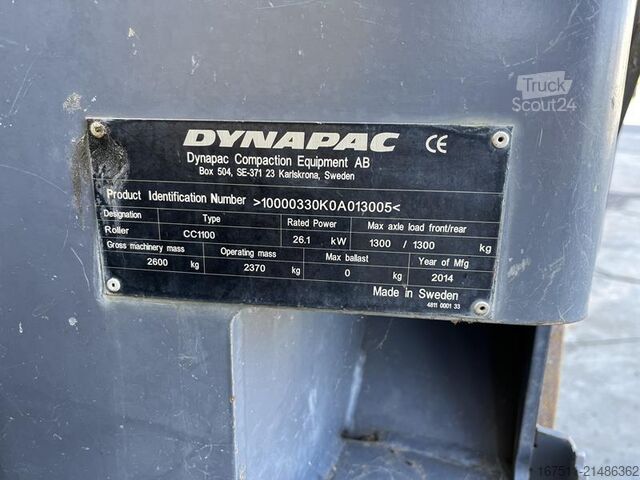 Truck
Scout24
DYNAPAC CE
Dynapac Compaction Equipment AB
Box 504, SE-371 23 Karlskrona, Sweden
Product Identification Number >10000330K0A013005<
Designation Type Rated Power Max axle load front/rear
Roller CC1100 26.1 kW 1300 / 1300 kg
Gross machinery mass Operating mass Max ballast Year of Mfg
2600 kg 2370 kg 0 kg 2014
Made in Sweden
4811 0001 33
167511-21486362